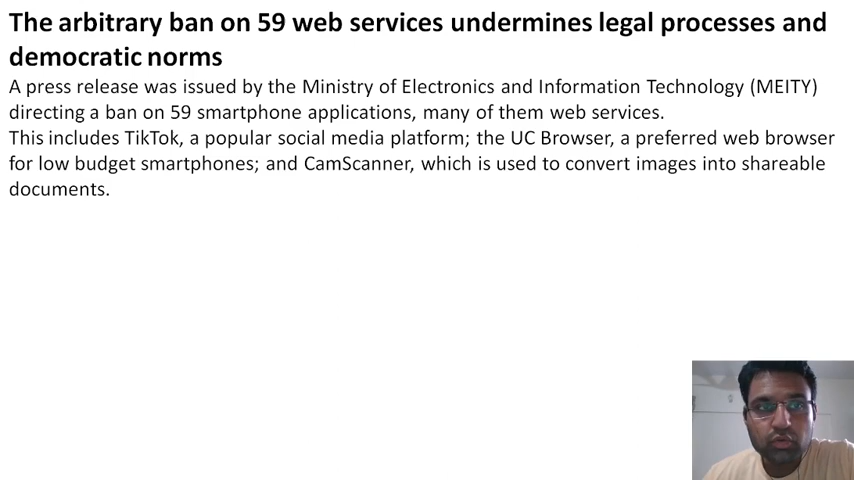 The arbitrary ban on 59 web services undermines legal processes and
democratic norms
A press release was issued by the Ministry of Electronics and Information Technology (MEITY)
directing a ban on 59 smartphone applications, many of them web services.
This includes TikTok, a popular social media platform; the UC Browser, a preferred web browser
for low budget smartphones; and CamScanner, which is used to convert images into shareable
documents.